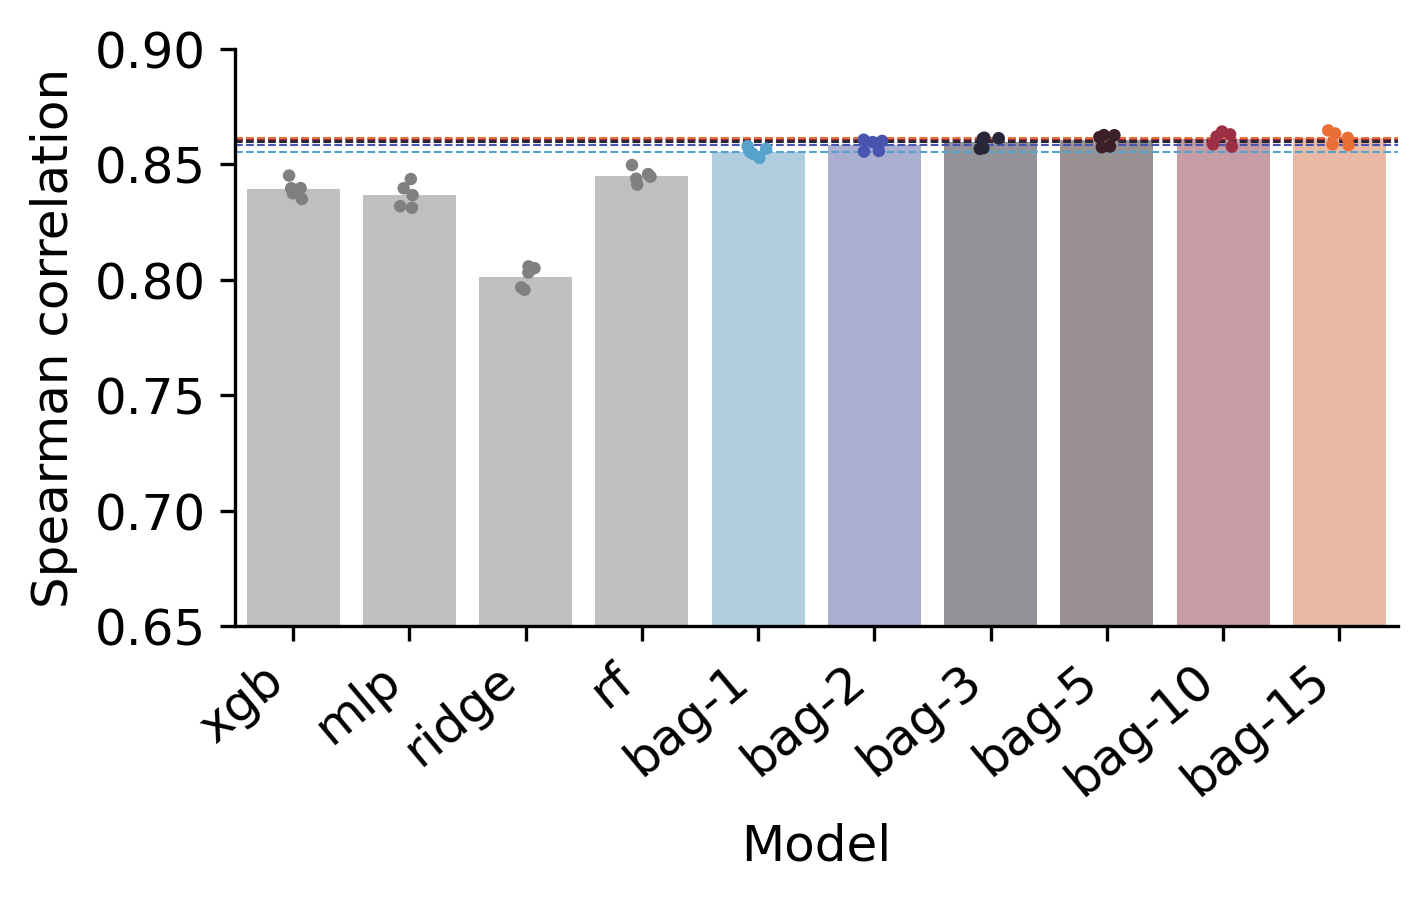 Spearman correlation
0.90
0.85
0.80
0.75
0.70
0.65
xgb
mlp
ridge
rf
bag-1
bag-2
bag-3
bag-5
bag-10
bag-15
Model